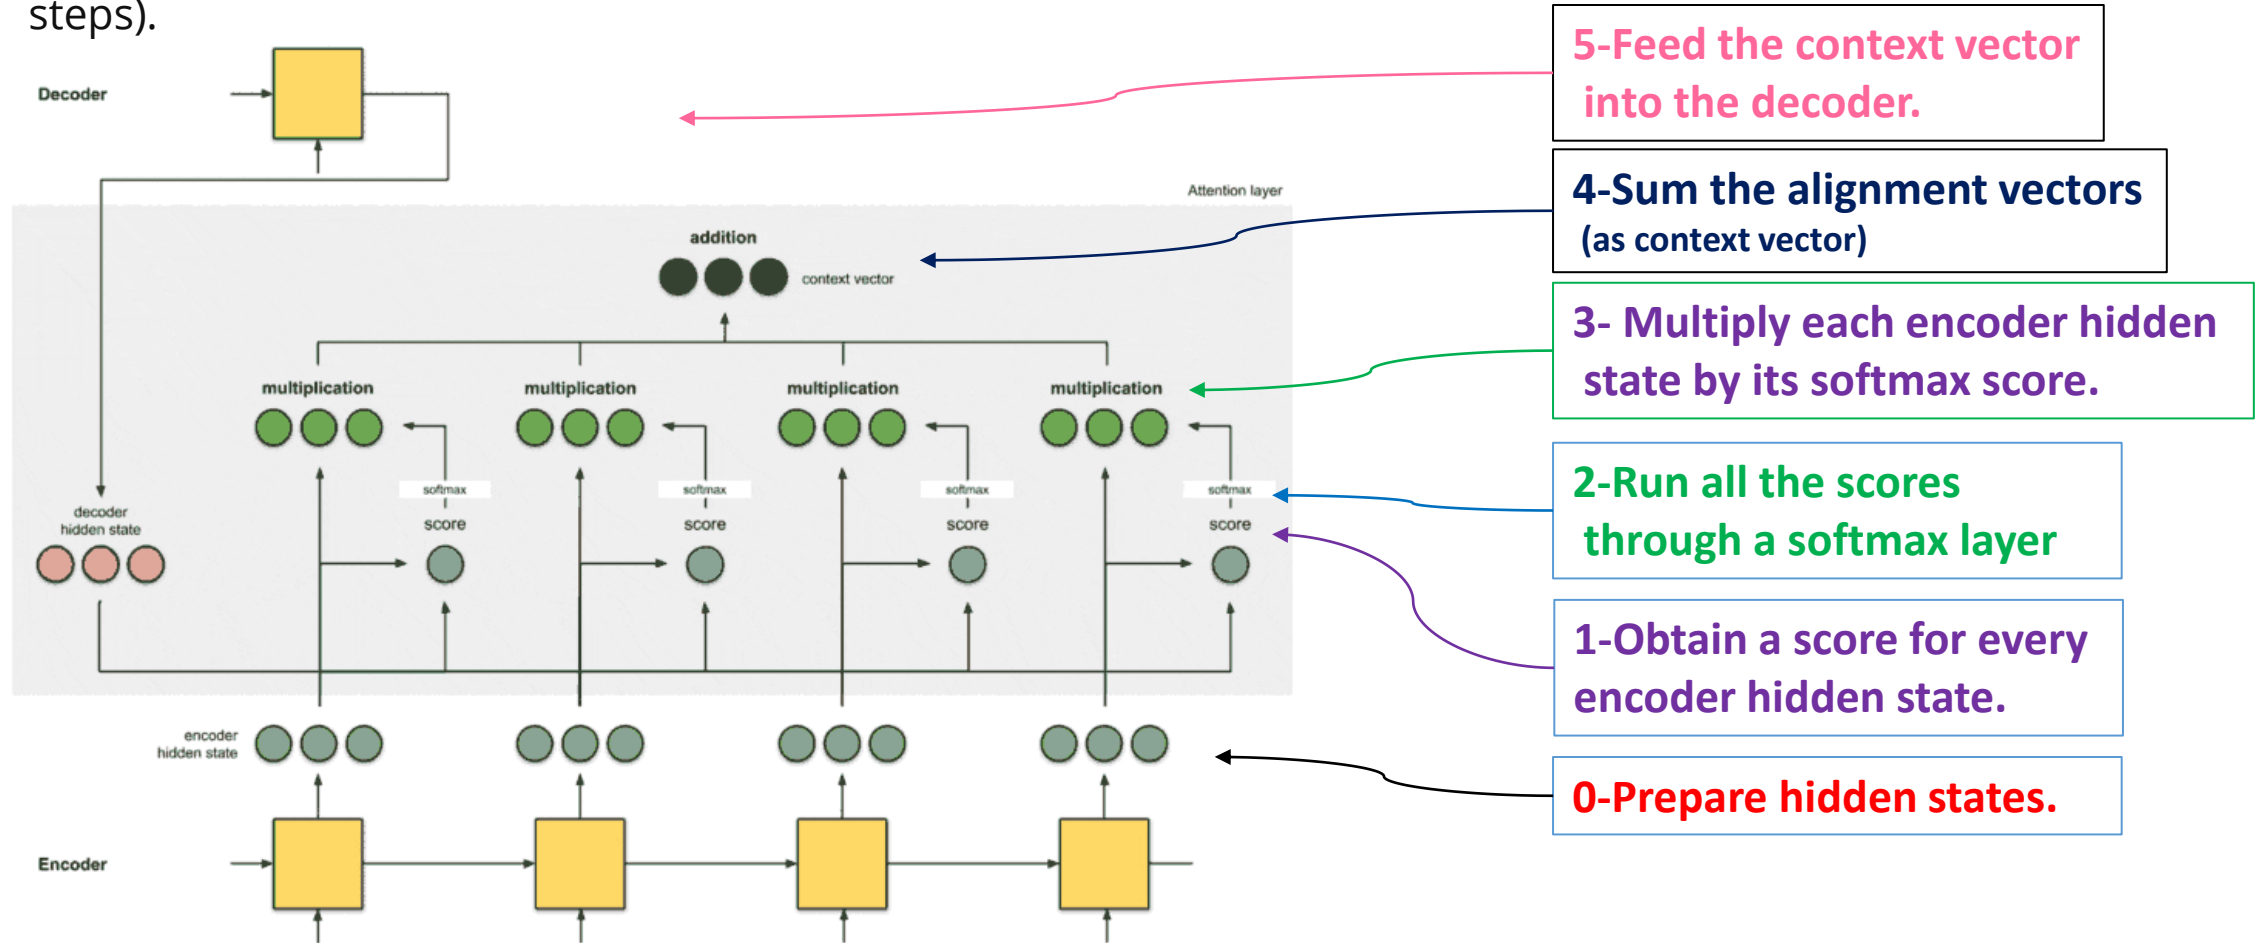 steps).
Decoder
5-Feed the context vector
into the decoder.
Attention layer
4-Sum the alignment vectors
(as context vector)
addition
context vector
3- Multiply each encoder hidden
state by its softmax score.
multiplication multiplication multiplication multiplication
2-Run all the scores
through a softmax layer
softmax softmax softmax softmax
score score score score
decoder
hidden state
1-Obtain a score for every
encoder hidden state.
encoder
hidden state
0-Prepare hidden states.
Encoder